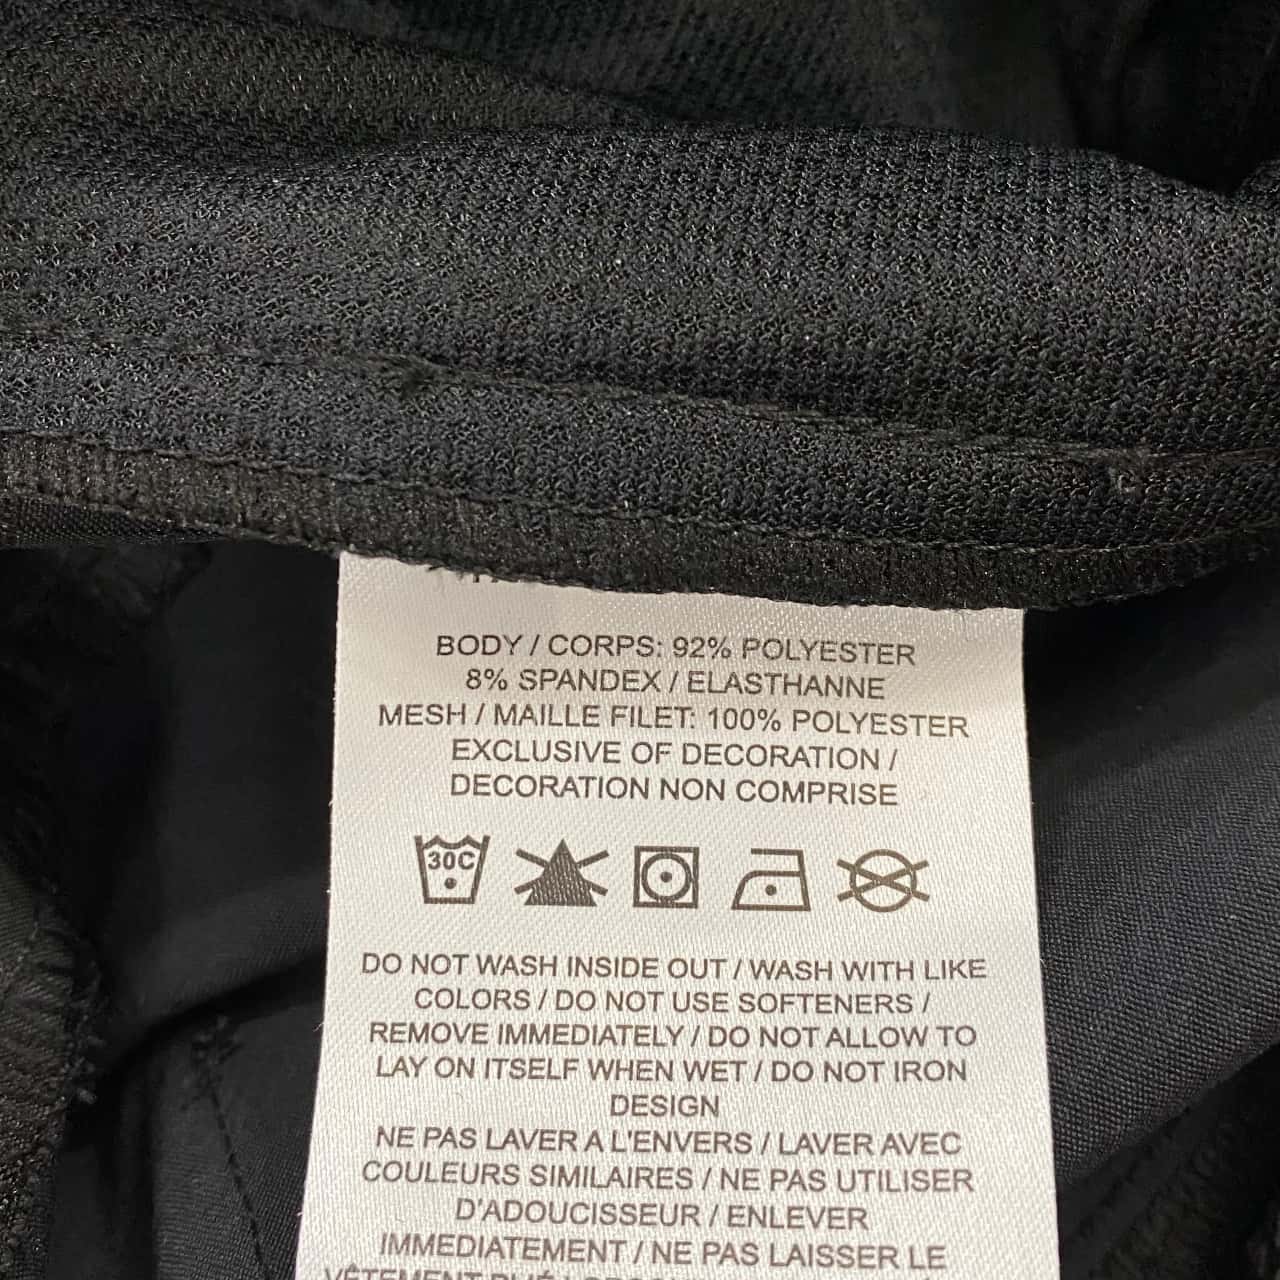 BODY / CORPS: 92% POLYESTER
8% SPANDEX / ELASTHANNE
MESH / MAILLE FILET: 100% POLYESTER
EXCLUSIVE OF DECORATION /
DECORATION NON COMPRISE
30C
DO NOT WASH INSIDE OUT / WASH WITH LIKE
COLORS / DO NOT USE SOFTENERS /
REMOVE IMMEDIATELY / DO NOT ALLOW TO
LAY ON ITSELF WHEN WET / DO NOT IRON
DESIGN
NE PAS LAVER A L'ENVERS / LAVER AVEC
COULEURS SIMILAIRES / NE PAS UTILISER
D'ADOUCISSEUR / ENLEVER
IMMEDIATEMENT / NE PAS LAISSER LE
VÊTEMENT PLIÉ